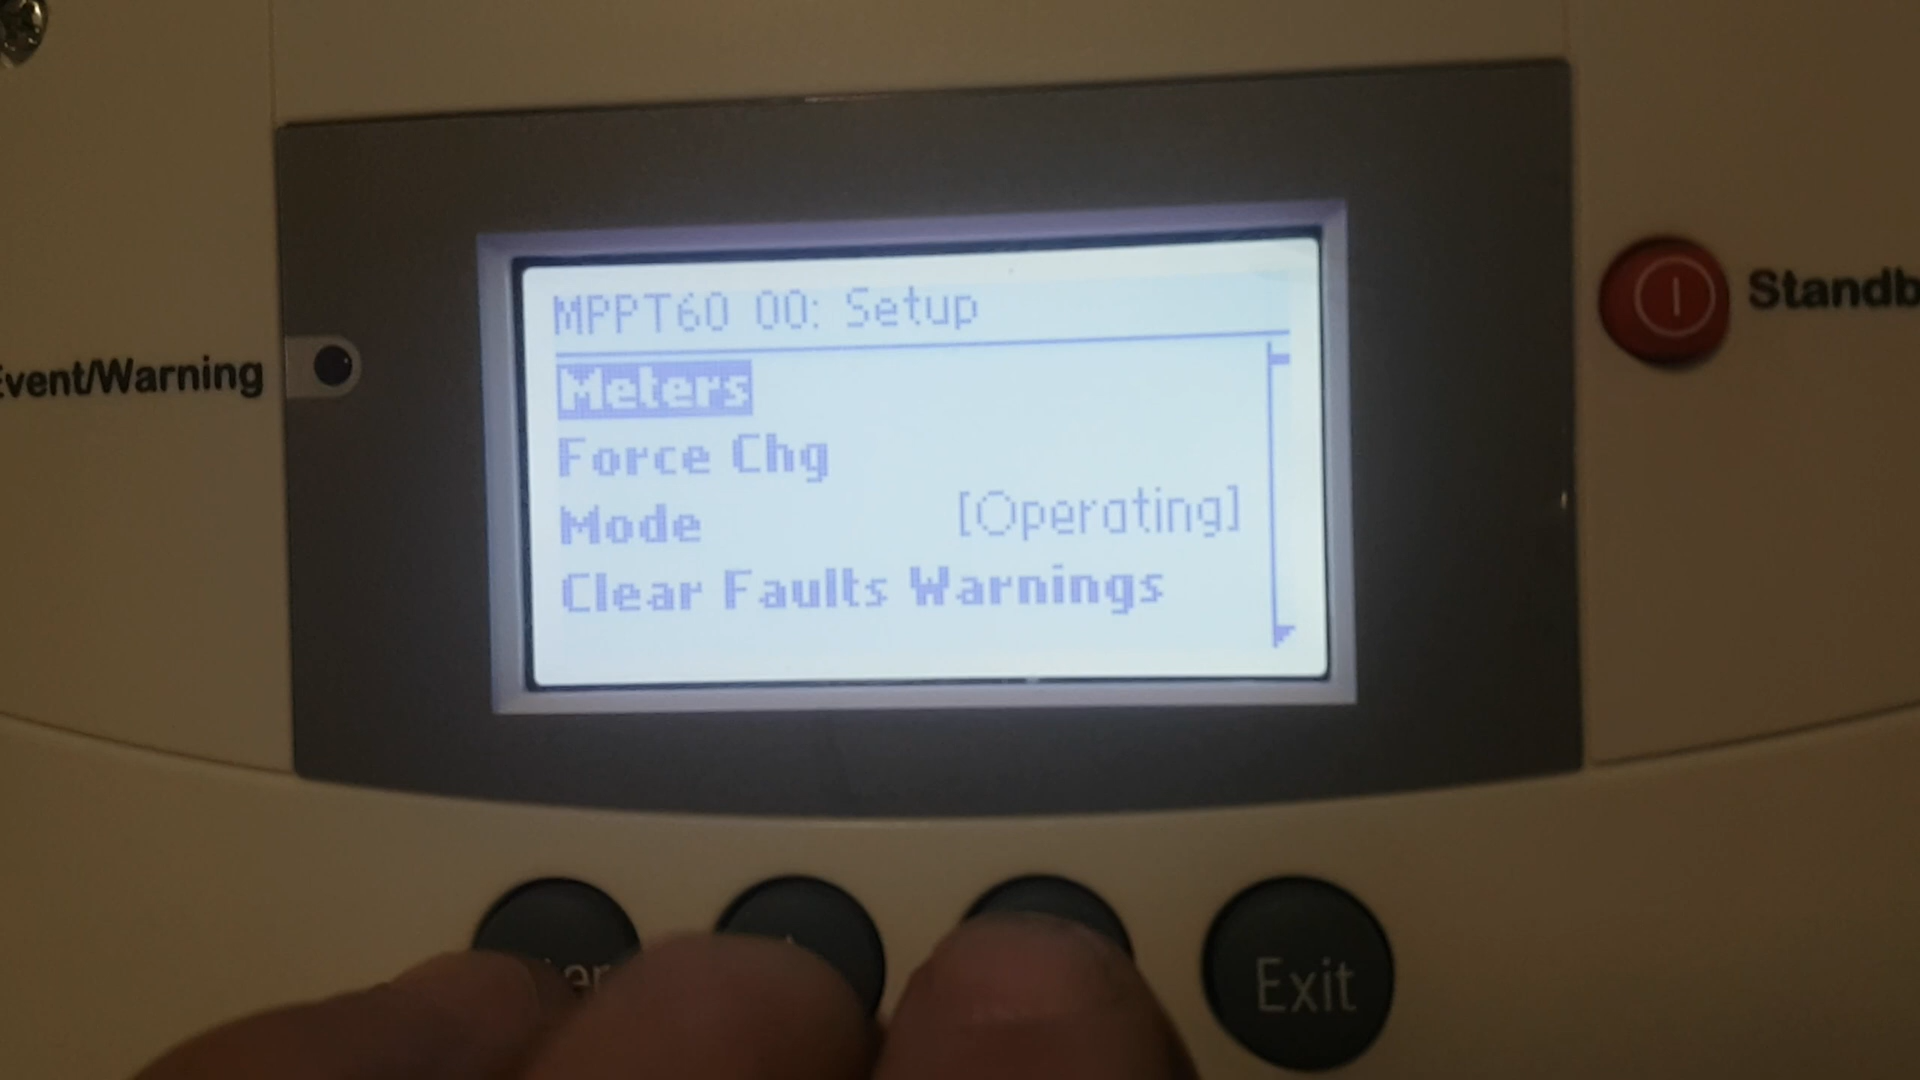 MPPT60 00: Setup
Meters
Force Chg
Mode [Operating]
Clear Faults Warnings
Event/Warning
Standb
Exit